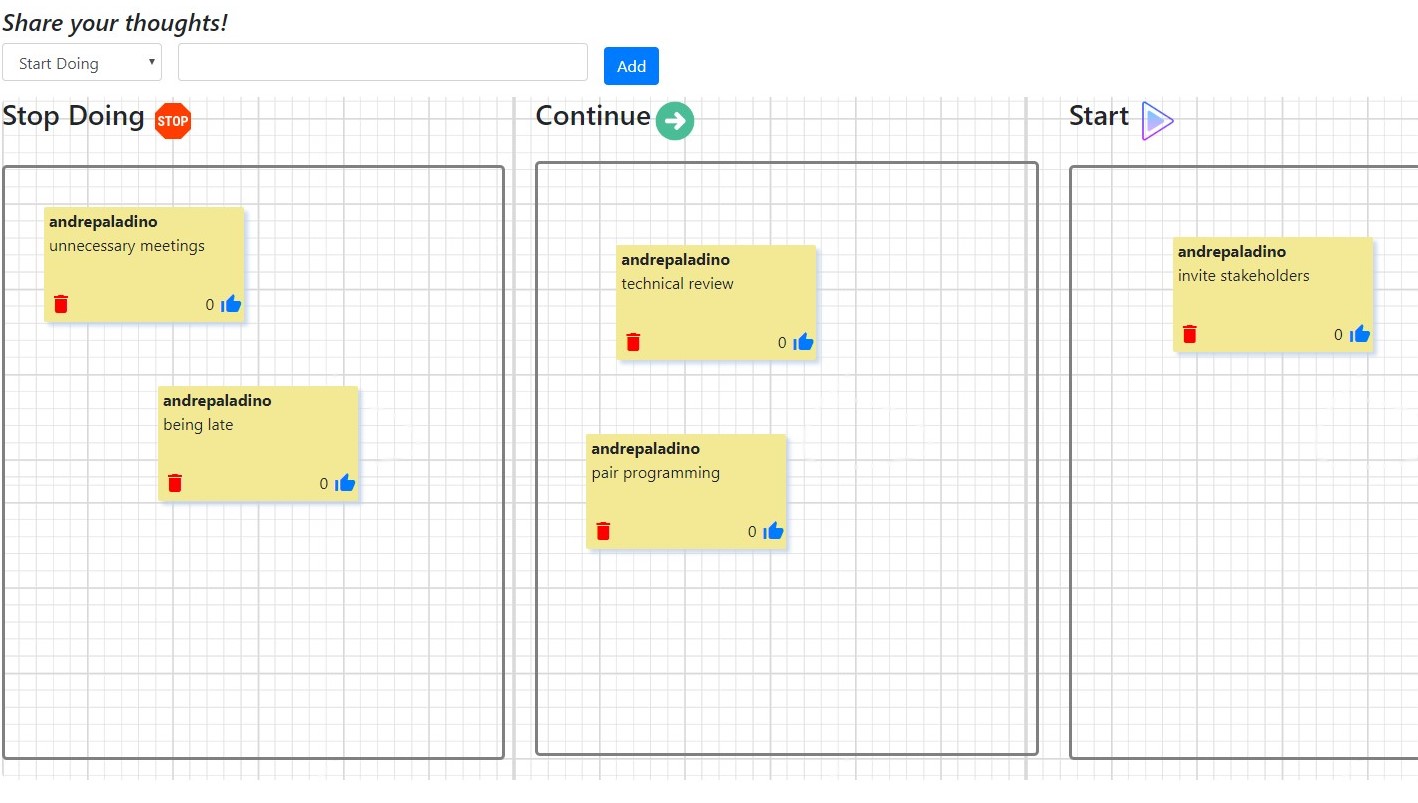 Share your thoughts!
Start Doing
Add
Stop Doing STOP
andrepaladino
unnecessary meetings
0
andrepaladino
being late
0
Continue
andrepaladino
technical review
0
andrepaladino
pair programming
0
Start
andrepaladino
invite stakeholders
0